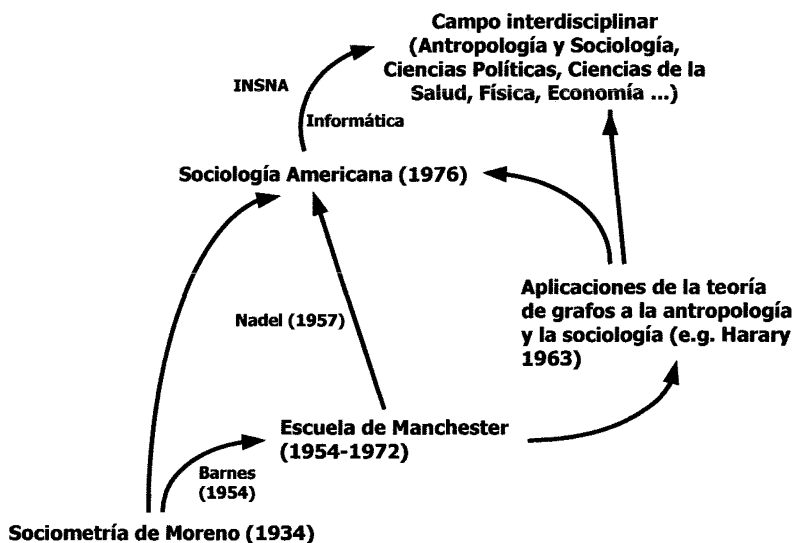 Campo interdisciplinar
(Antropología y Sociología,
Ciencias Políticas, Ciencias de la
Salud, Física, Economía ...)
INSNA
Informática
Sociología Americana (1976)
Aplicaciones de la teoría
de grafos a la antropología
y la sociología (e.g. Harary
1963)
Nadel (1957)
Escuela de Manchester
(1954-1972)
Barnes
(1954)
Sociometría de Moreno (1934)